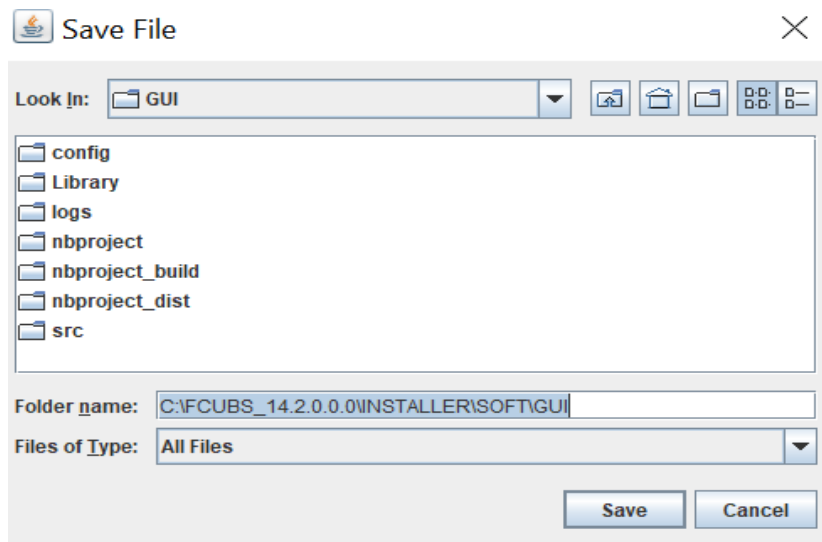 Save File
Look In: GUI
config
Library
logs
nbproject
nbproject_build
nbproject_dist
src
Folder name: C:\FCUBS_14.2.0.0.0\INSTALLER\SOFT\GUI
Files of Type: All Files
Save Cancel